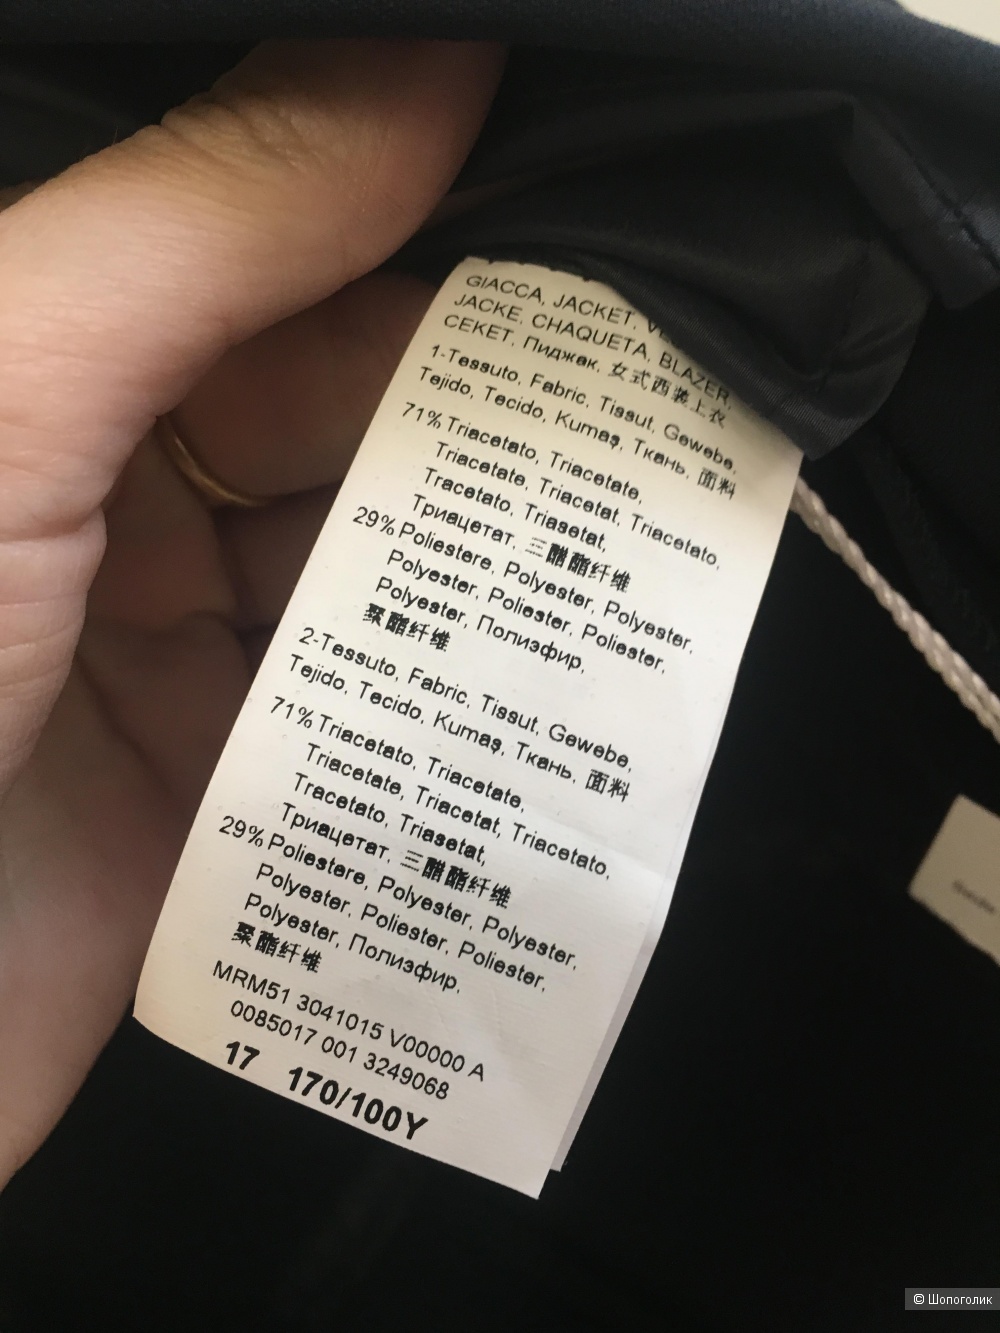 GIACCA, JACKET,
JACKE, CHAQUETA, BLAZER,
CEKET, Пиджак, 女式西装上衣
1-Tessuto, Fabric, Tissut, Gewebe,
Tejido, Tecido, Kumaş, Ткань, 面料
71% Triacetato, Triacetate,
Triacetate, Triacetat, Triacetato,
Tracetato, Triasetat,
Триацетат, 三醋酯纤维
29% Poliestere, Polyester, Polyester,
Polyester, Poliester, Poliester,
Polyester, Полиэфир,
聚酯纤维
2-Tessuto, Fabric, Tissut, Gewebe,
Tejido, Tecido, Kumaş, Ткань, 面料
71% Triacetato, Triacetate,
Triacetate, Triacetat, Triacetato,
Tracetato, Triasetat,
Триацетат, 三醋酯纤维
29% Poliestere, Polyester, Polyester,
Polyester, Poliester, Poliester,
Polyester, Полиэфир,
聚酯纤维
MRM51 3041015 V00000 A
0085017 001 3249068
17 170/100Y
© Шопоголик